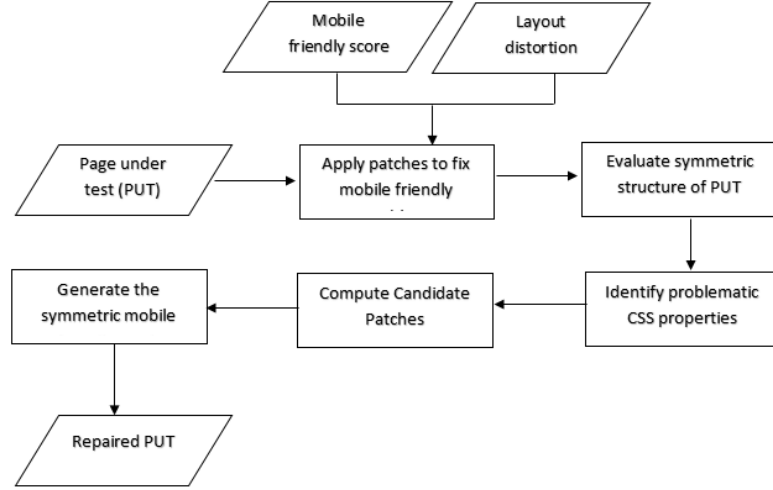 Mobile
friendly score
Layout
distortion
Page under
test (PUT)
Apply patches to fix
mobile friendly
Evaluate symmetric
structure of PUT
Generate the
symmetric mobile
Compute Candidate
Patches
Identify problematic
CSS properties
Repaired PUT